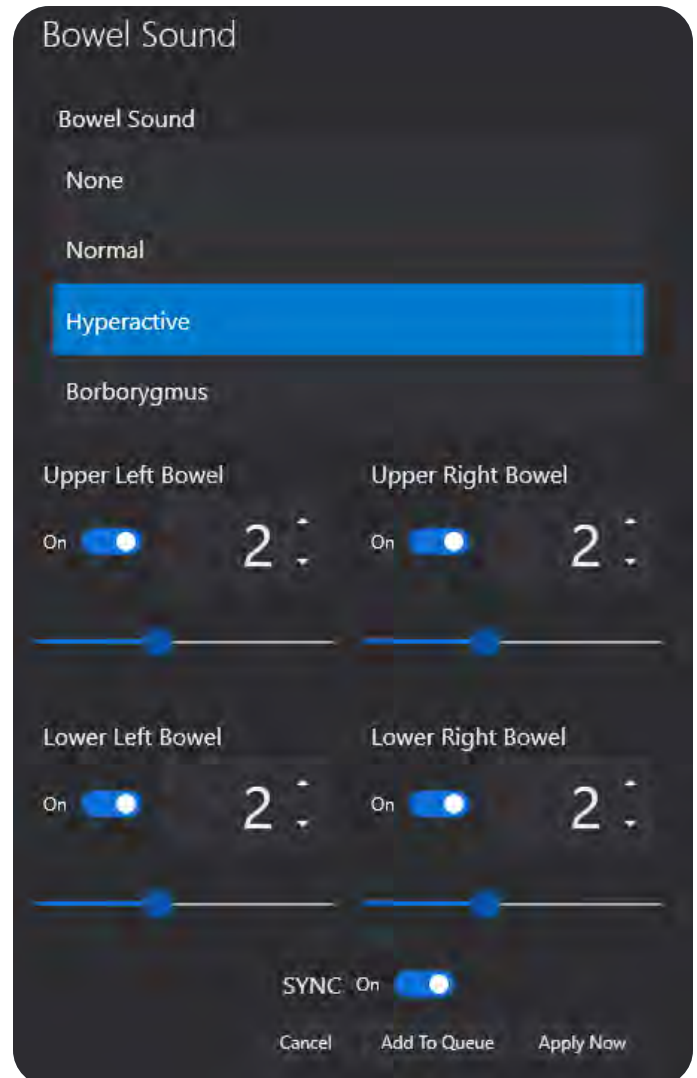 Bowel Sound
Bowel Sound
None
Normal
Hyperactive
Borborygmus
Upper Left Bowel Upper Right Bowel
On 2 On 2
Lower Left Bowel Lower Right Bowel
On 2 On 2
SYNC On
Cancel Add To Queue Apply Now